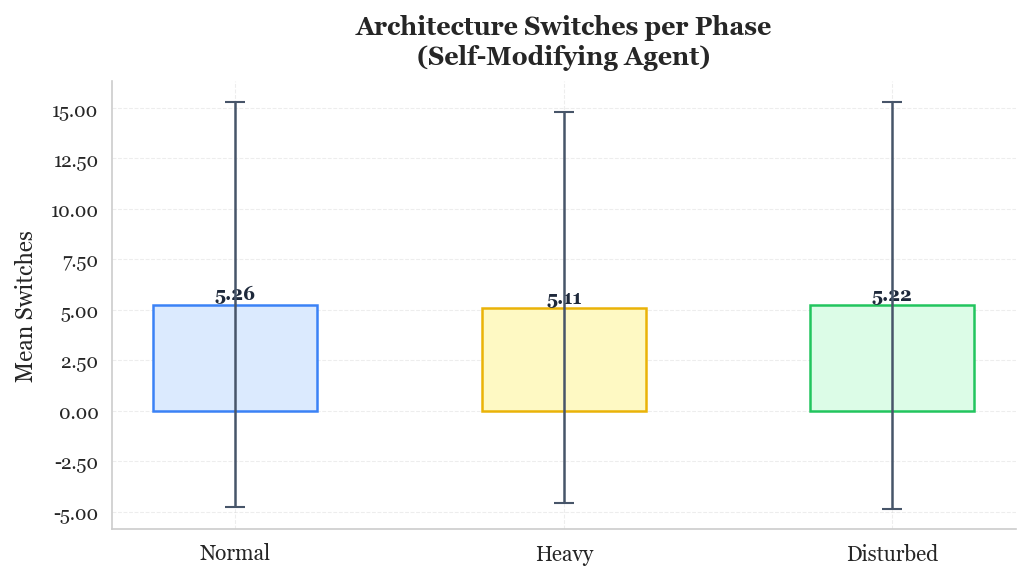 Architecture Switches per Phase
(Self-Modifying Agent)
Mean Switches
15.00
12.50
10.00
7.50
5.00
2.50
0.00
-2.50
-5.00
5.26
5.11
5.22
Normal
Heavy
Disturbed